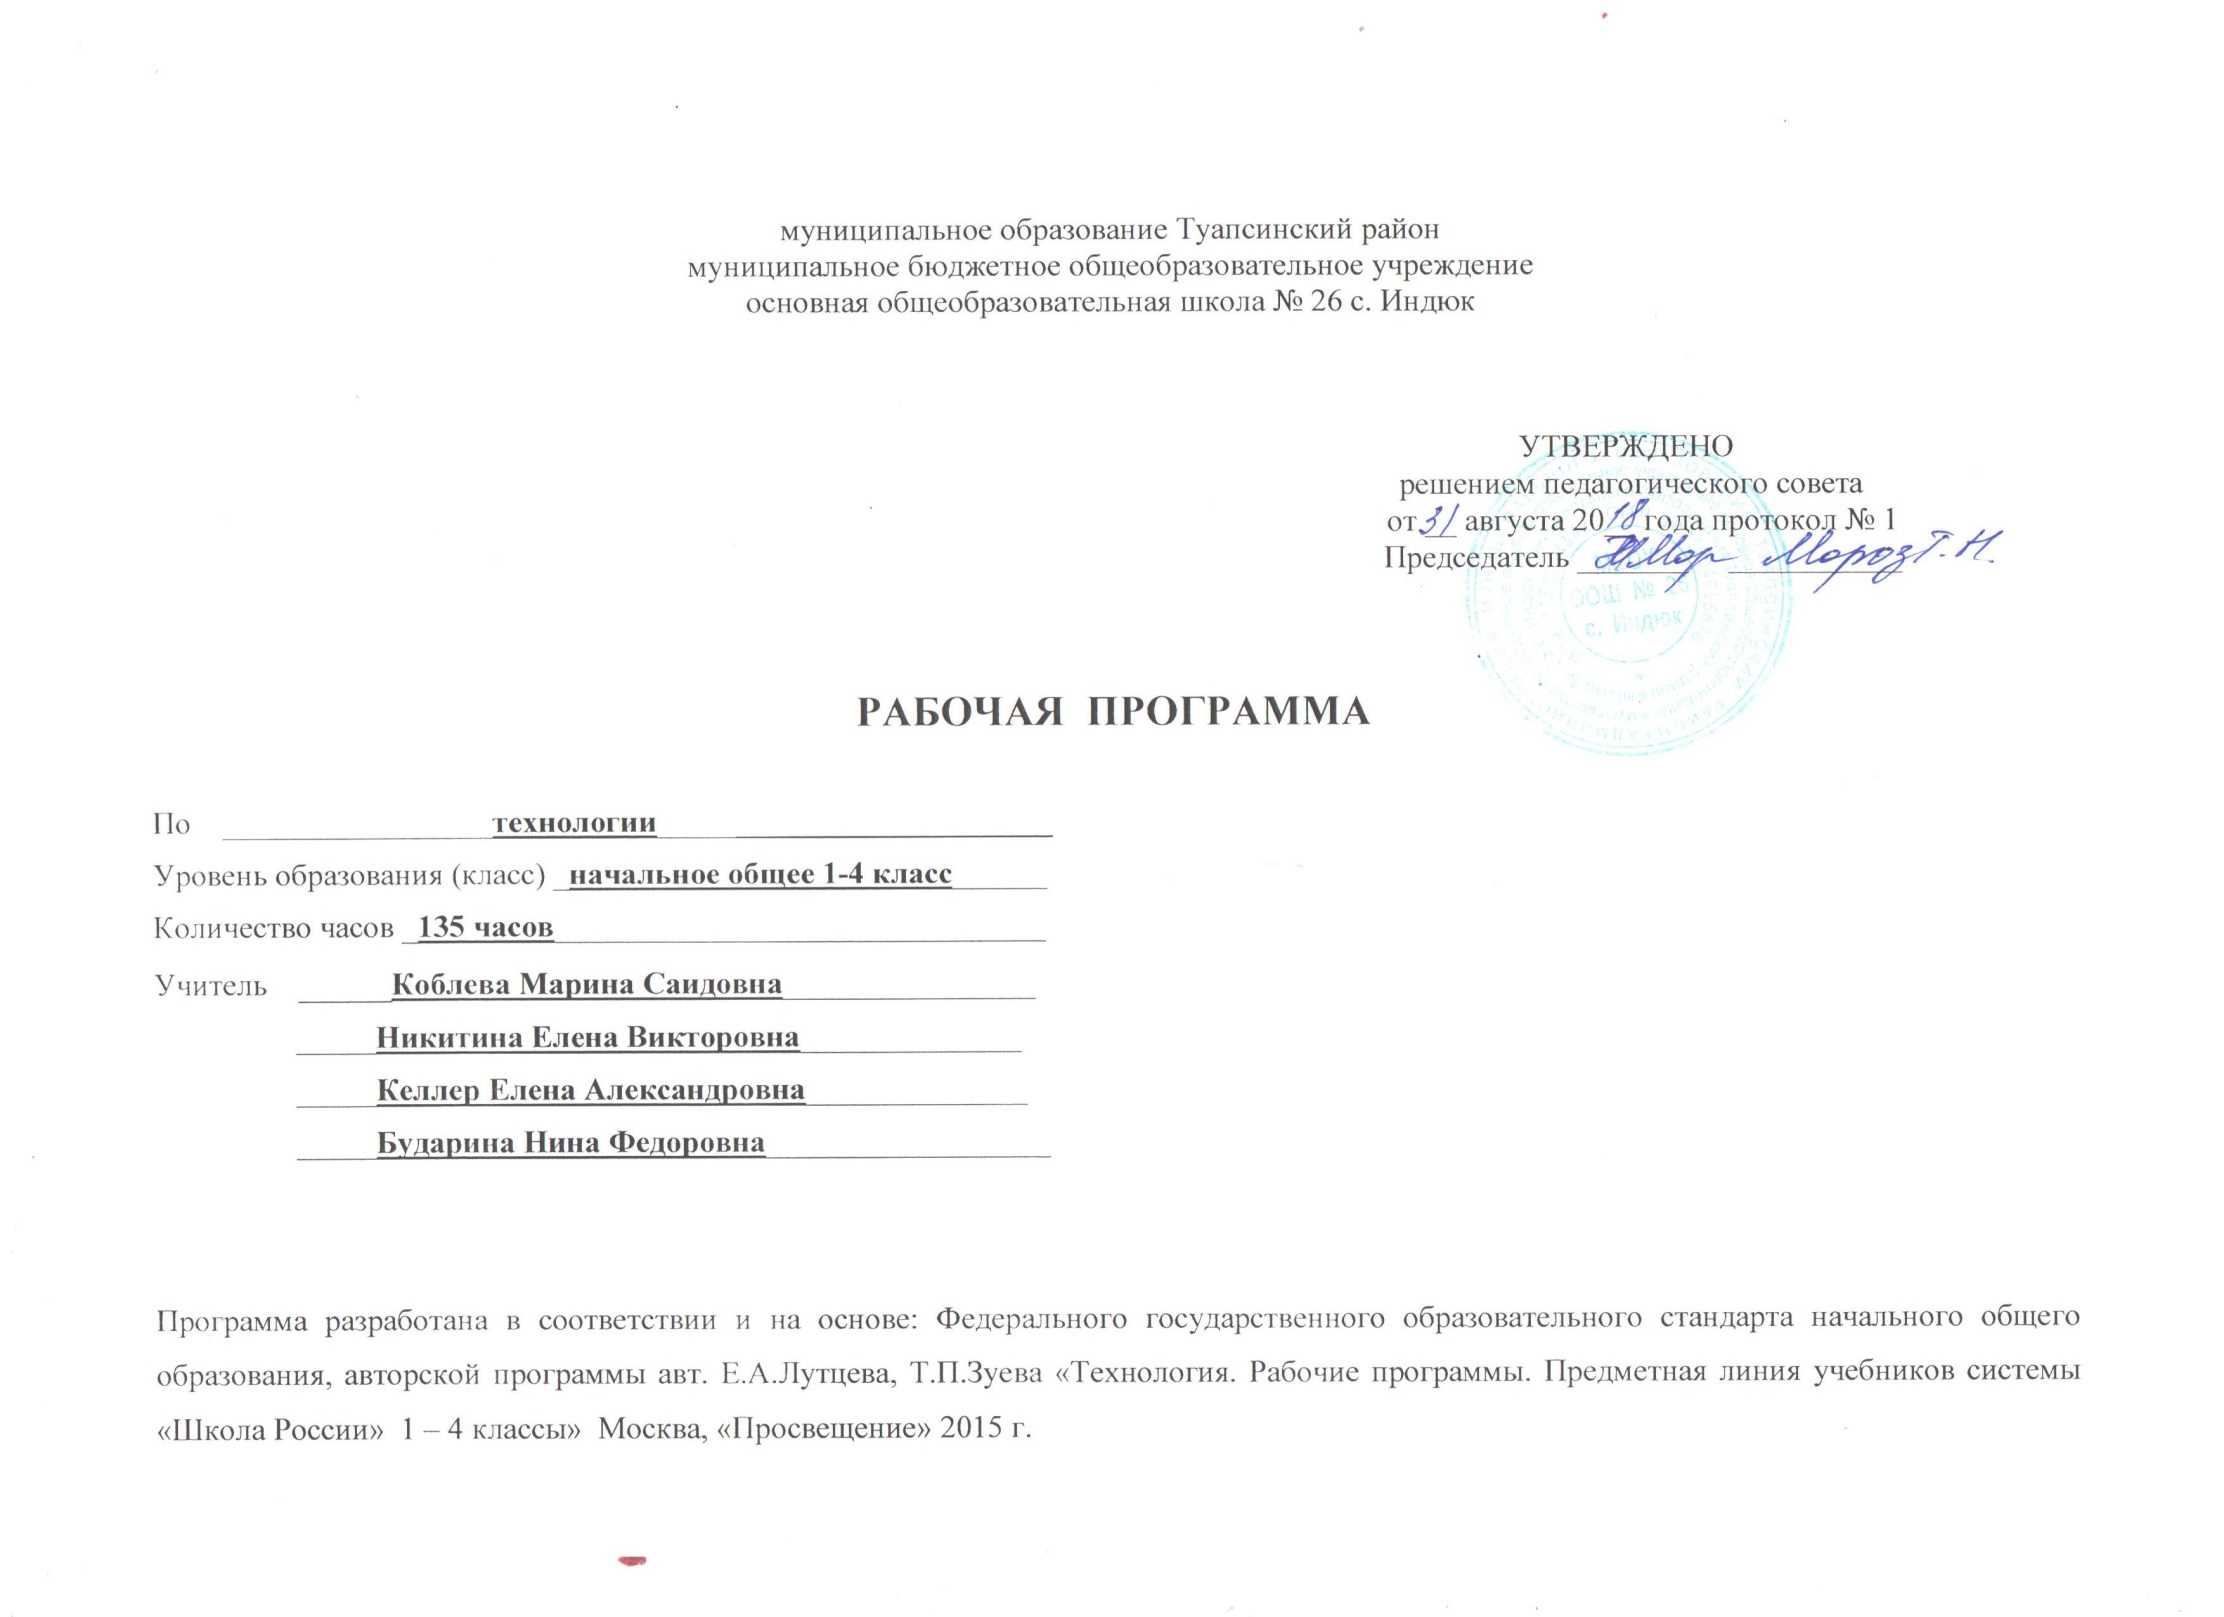 муниципальное образование Туапсинский район
муниципальное бюджетное общеобразовательное учреждение
основная общеобразовательная школа № 26 с. Индюк
УТВЕРЖДЕНО
решением педагогического совета
от 31 августа 2018 года протокол № 1
Председатель Мороз Т.Н.
ООШ № 26
с. Индюк
РАБОЧАЯ ПРОГРАММА
По технологии
Уровень образования (класс) начальное общее 1-4 класс
Количество часов 135 часов
Учитель Коблева Марина Саидовна
Никитина Елена Викторовна
Келлер Елена Александровна
Бударина Нина Федоровна
Программа разработана в соответствии и на основе: Федерального государственного образовательного стандарта начального общего
образования, авторской программы авт. Е.А.Лутцева, Т.П.Зуева «Технология. Рабочие программы. Предметная линия учебников системы
«Школа России» 1 – 4 классы» Москва, «Просвещение» 2015 г.